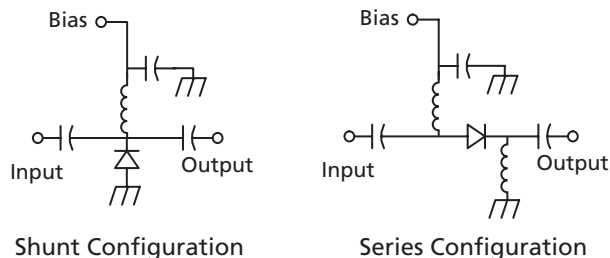 Bias
Input
Output
Shunt Configuration
Bias
Input
Output
Series Configuration